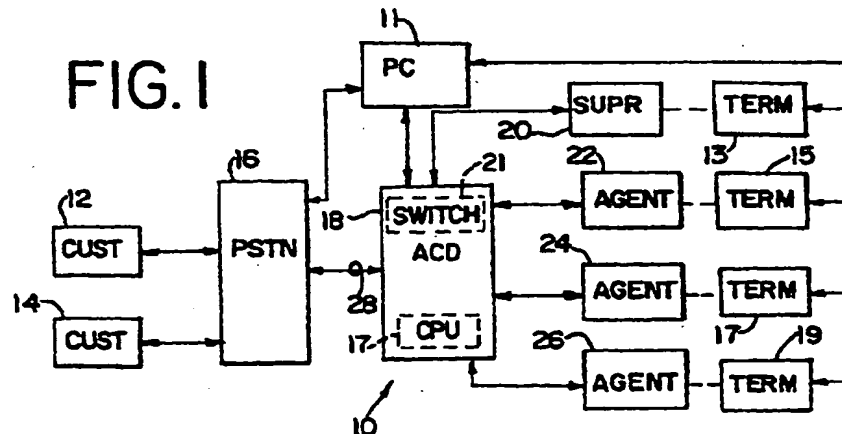 FIG. 1
11
PC
SUPR
20
TERM
13
16
21
22
15
12
18
SWITCH
AGENT
TERM
CUST
PSTN
ACD
24
14
28
AGENT
TERM
17
CUST
17
CPU
26
19
AGENT
TERM
10